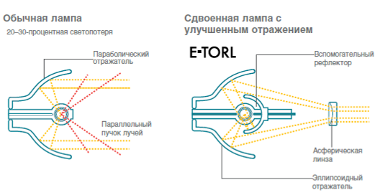 Обычная лампа
20–30-процентная светопотеря
Параболический
отражатель
Параллельный
пучок лучей
Сдвоенная лампа с
улучшенным отражением
E-TORL
Вспомогательный
рефлектор
Асферическая
линза
Эллипсоидный
отражатель